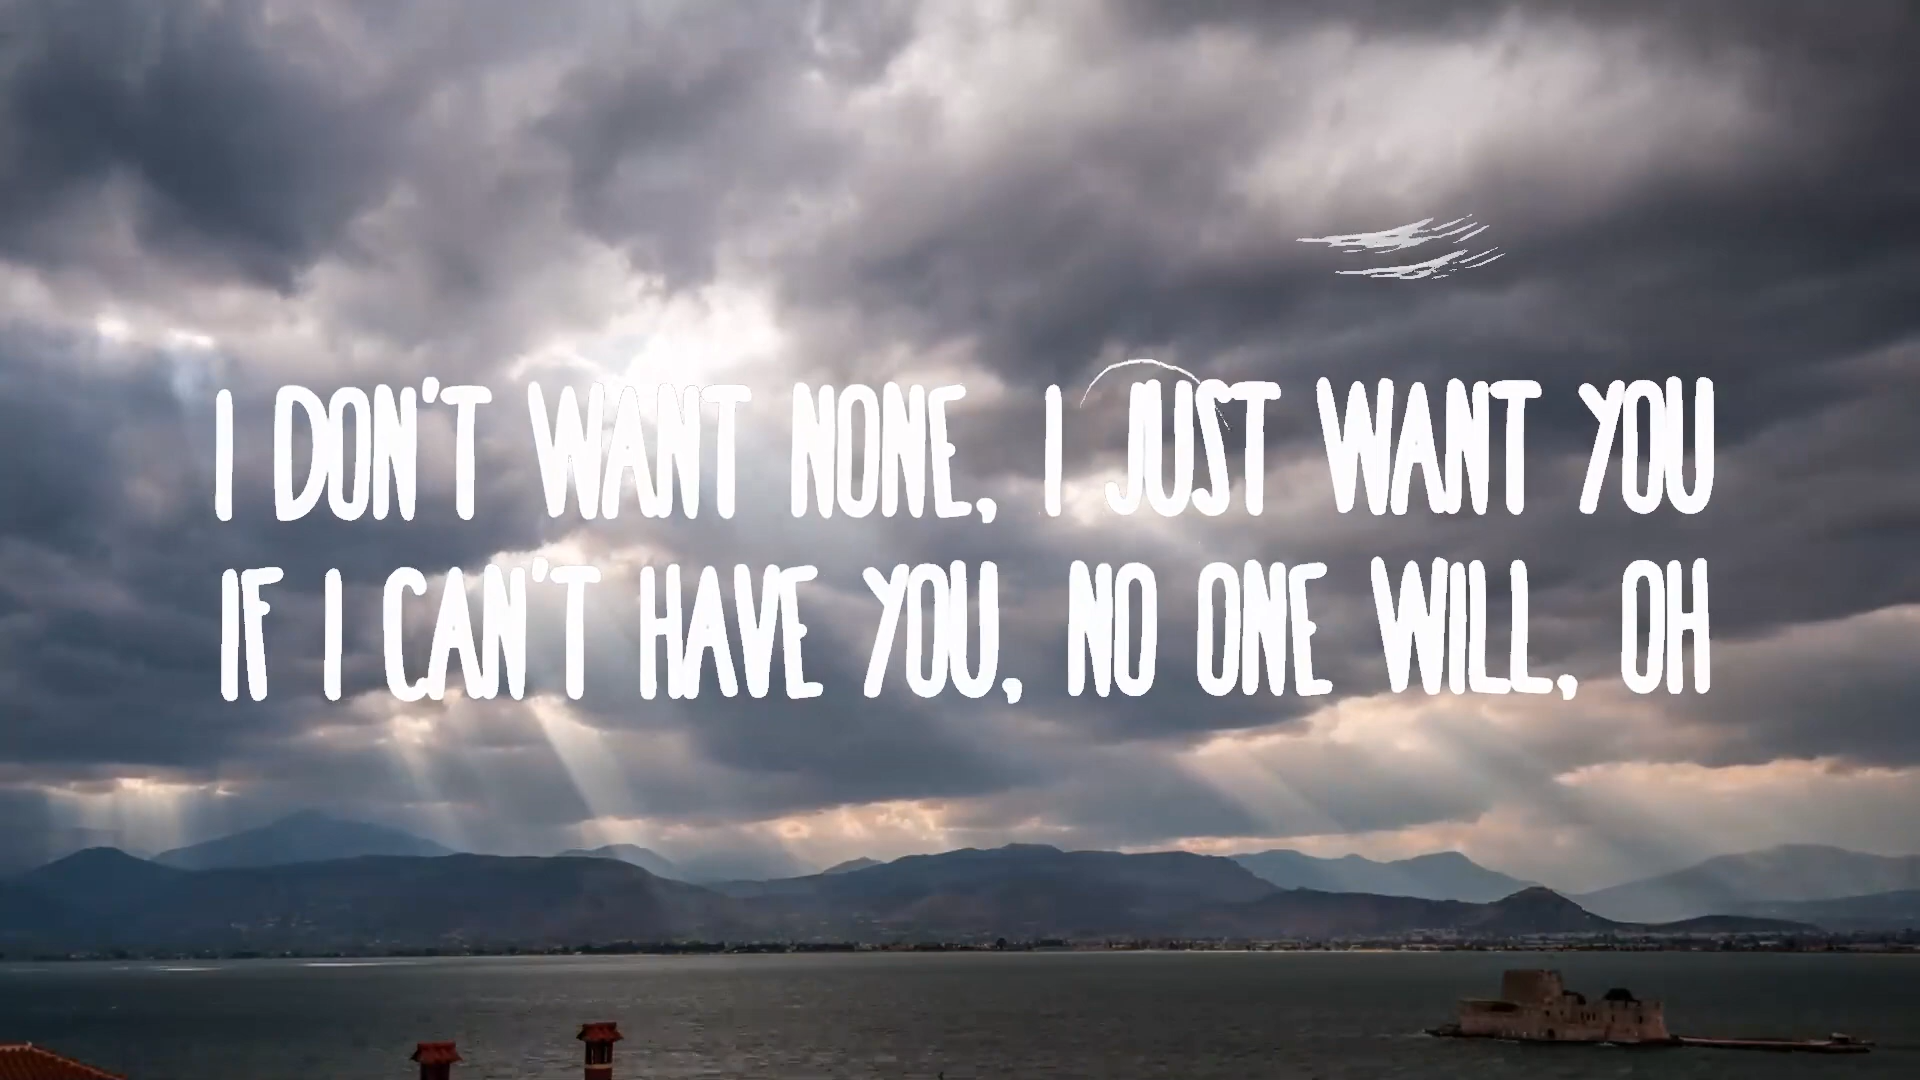 I DON'T WANT NONE, I JUST WANT YOU
IF I CAN'T HAVE YOU, NO ONE WILL, OH